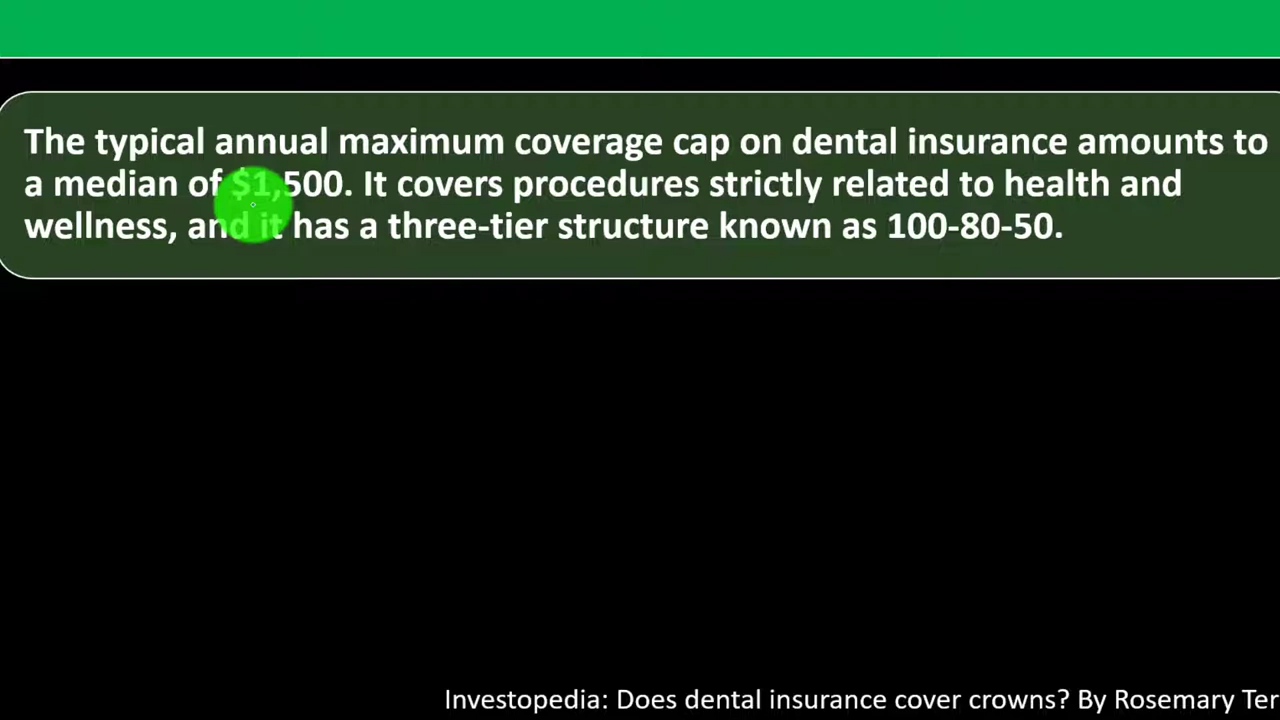 The typical annual maximum coverage cap on dental insurance amounts to
a median of $1,500. It covers procedures strictly related to health and
wellness, and it has a three-tier structure known as 100-80-50.
Investopedia: Does dental insurance cover crowns? By Rosemary